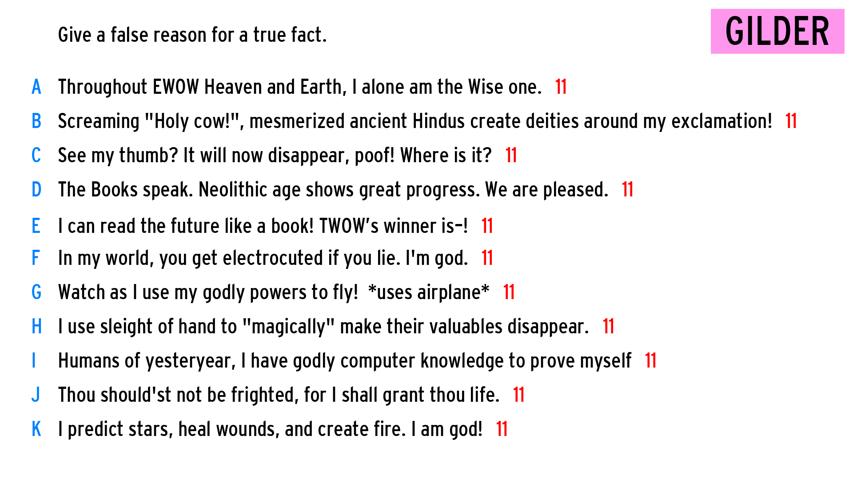 Give a false reason for a true fact.
GILDER
A Throughout EWOW Heaven and Earth, I alone am the Wise one. 11
B Screaming "Holy cow!", mesmerized ancient Hindus create deities around my exclamation! 11
C See my thumb? It will now disappear, poof! Where is it? 11
D The Books speak. Neolithic age shows great progress. We are pleased. 11
E I can read the future like a book! TWOW’s winner is-! 11
F In my world, you get electrocuted if you lie. I'm god. 11
G Watch as I use my godly powers to fly! *uses airplane* 11
H I use sleight of hand to "magically" make their valuables disappear. 11
I Humans of yesteryear, I have godly computer knowledge to prove myself 11
J Thou should'st not be frighted, for I shall grant thou life. 11
K I predict stars, heal wounds, and create fire. I am god! 11